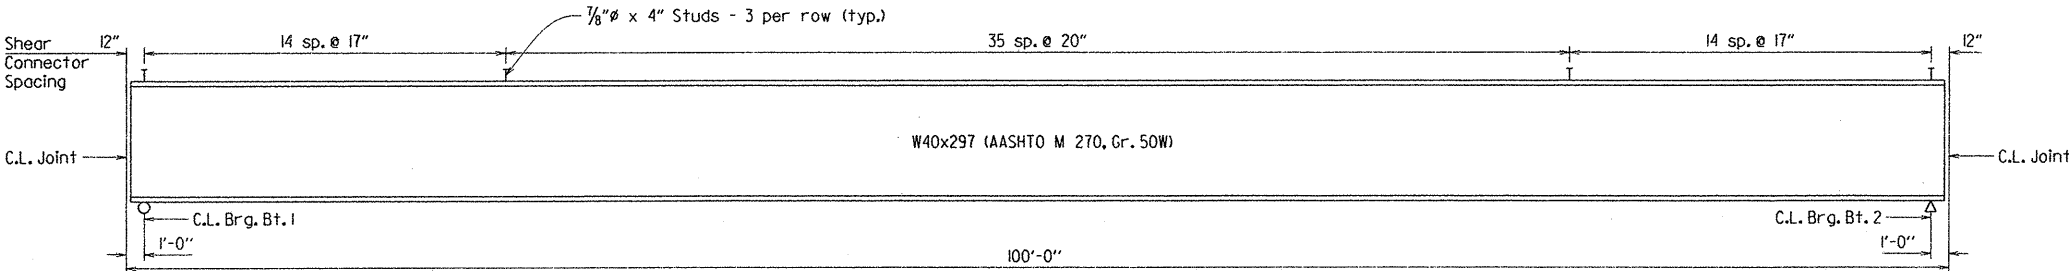 7/8"ø x 4" Studs - 3 per row (typ.)
Shear
Connector
Spacing
12"
14 sp. @ 17"
35 sp. @ 20"
14 sp. @ 17"
12"
W40x297 (AASHTO M 270, Gr. 50W)
C.L. Joint
C.L. Joint
C.L. Brg. Bt. 1
C.L. Brg. Bt. 2
1'-0"
1'-0"
100'-0"